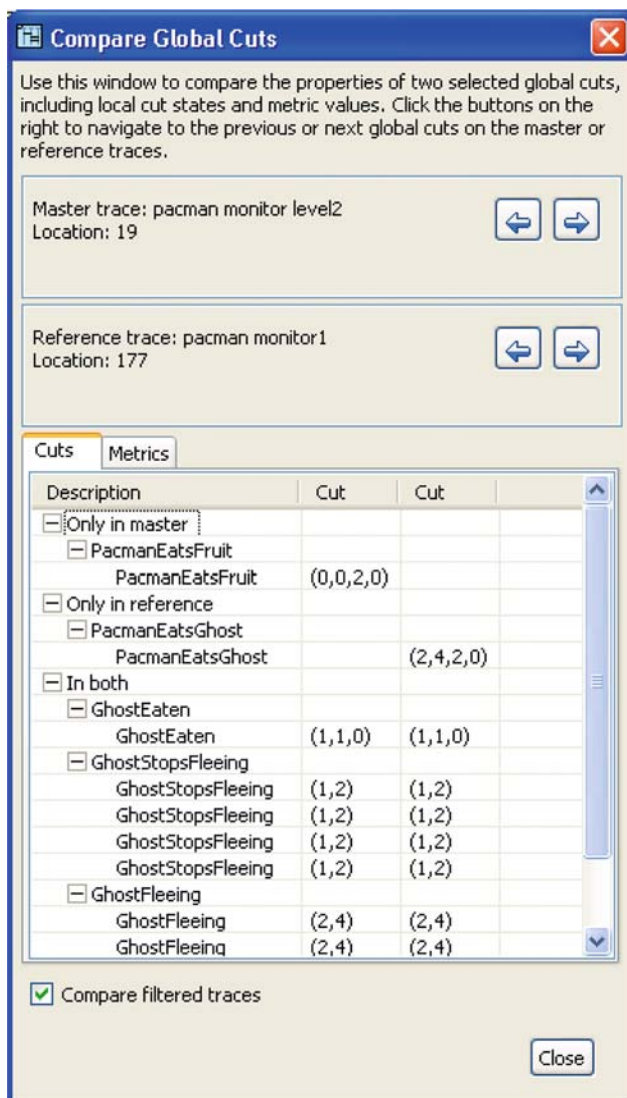 Compare Global Cuts
Use this window to compare the properties of two selected global cuts,
including local cut states and metric values. Click the buttons on the
right to navigate to the previous or next global cuts on the master or
reference traces.
Master trace: pacman monitor level2
Location: 19
Reference trace: pacman monitor1
Location: 177
Cuts Metrics
Description Cut Cut
Only in master
PacmanEatsFruit
PacmanEatsFruit (0,0,2,0)
Only in reference
PacmanEatsGhost
PacmanEatsGhost (2,4,2,0)
In both
GhostEaten
GhostEaten (1,1,0) (1,1,0)
GhostStopsFleeing
GhostStopsFleeing (1,2) (1,2)
GhostStopsFleeing (1,2) (1,2)
GhostStopsFleeing (1,2) (1,2)
GhostStopsFleeing (1,2) (1,2)
GhostFleeing
GhostFleeing (2,4) (2,4)
GhostFleeing (2,4) (2,4)
Compare filtered traces
Close